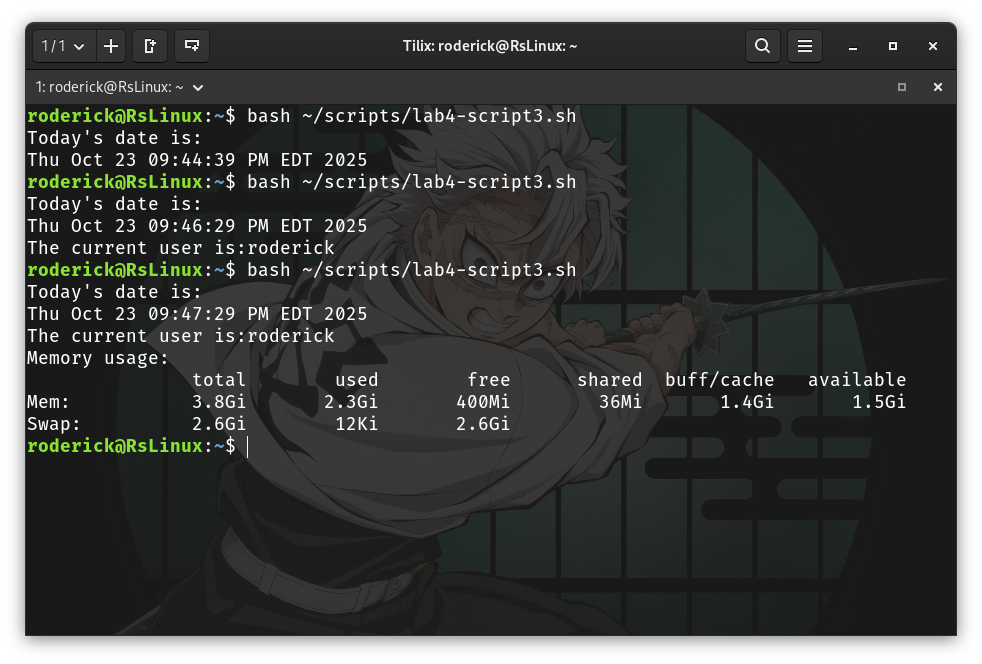 1/1
Tilix: roderick@RsLinux: ~
1: roderick@RsLinux: ~
roderick@RsLinux:~$ bash ~/scripts/lab4-script3.sh
Today's date is:
Thu Oct 23 09:44:39 PM EDT 2025
roderick@RsLinux:~$ bash ~/scripts/lab4-script3.sh
Today's date is:
Thu Oct 23 09:46:29 PM EDT 2025
The current user is:roderick
roderick@RsLinux:~$ bash ~/scripts/lab4-script3.sh
Today's date is:
Thu Oct 23 09:47:29 PM EDT 2025
The current user is:roderick
Memory usage:
               total        used        free      shared  buff/cache   available
Mem:           3.8Gi       2.3Gi       400Mi        36Mi       1.4Gi       1.5Gi
Swap:          2.6Gi        12Ki       2.6Gi
roderick@RsLinux:~$